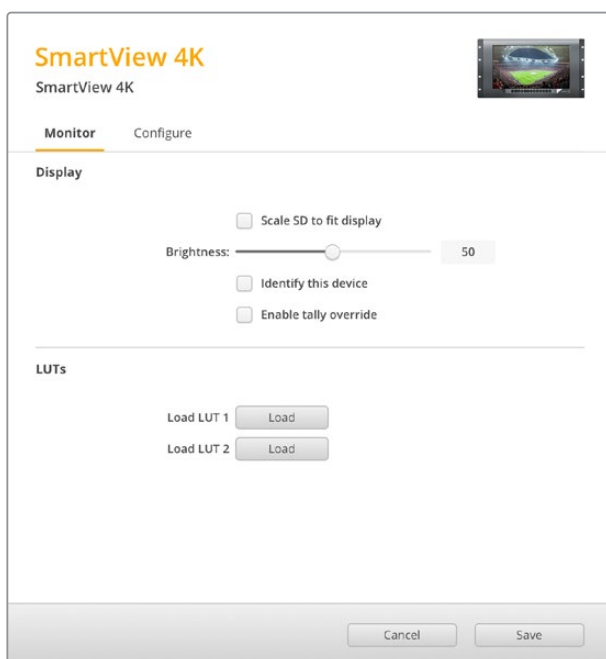 SmartView 4K
SmartView 4K
Monitor Configure
Display
Scale SD to fit display
Brightness: 50
Identify this device
Enable tally override
LUTs
Load LUT 1 Load
Load LUT 2 Load
Cancel Save